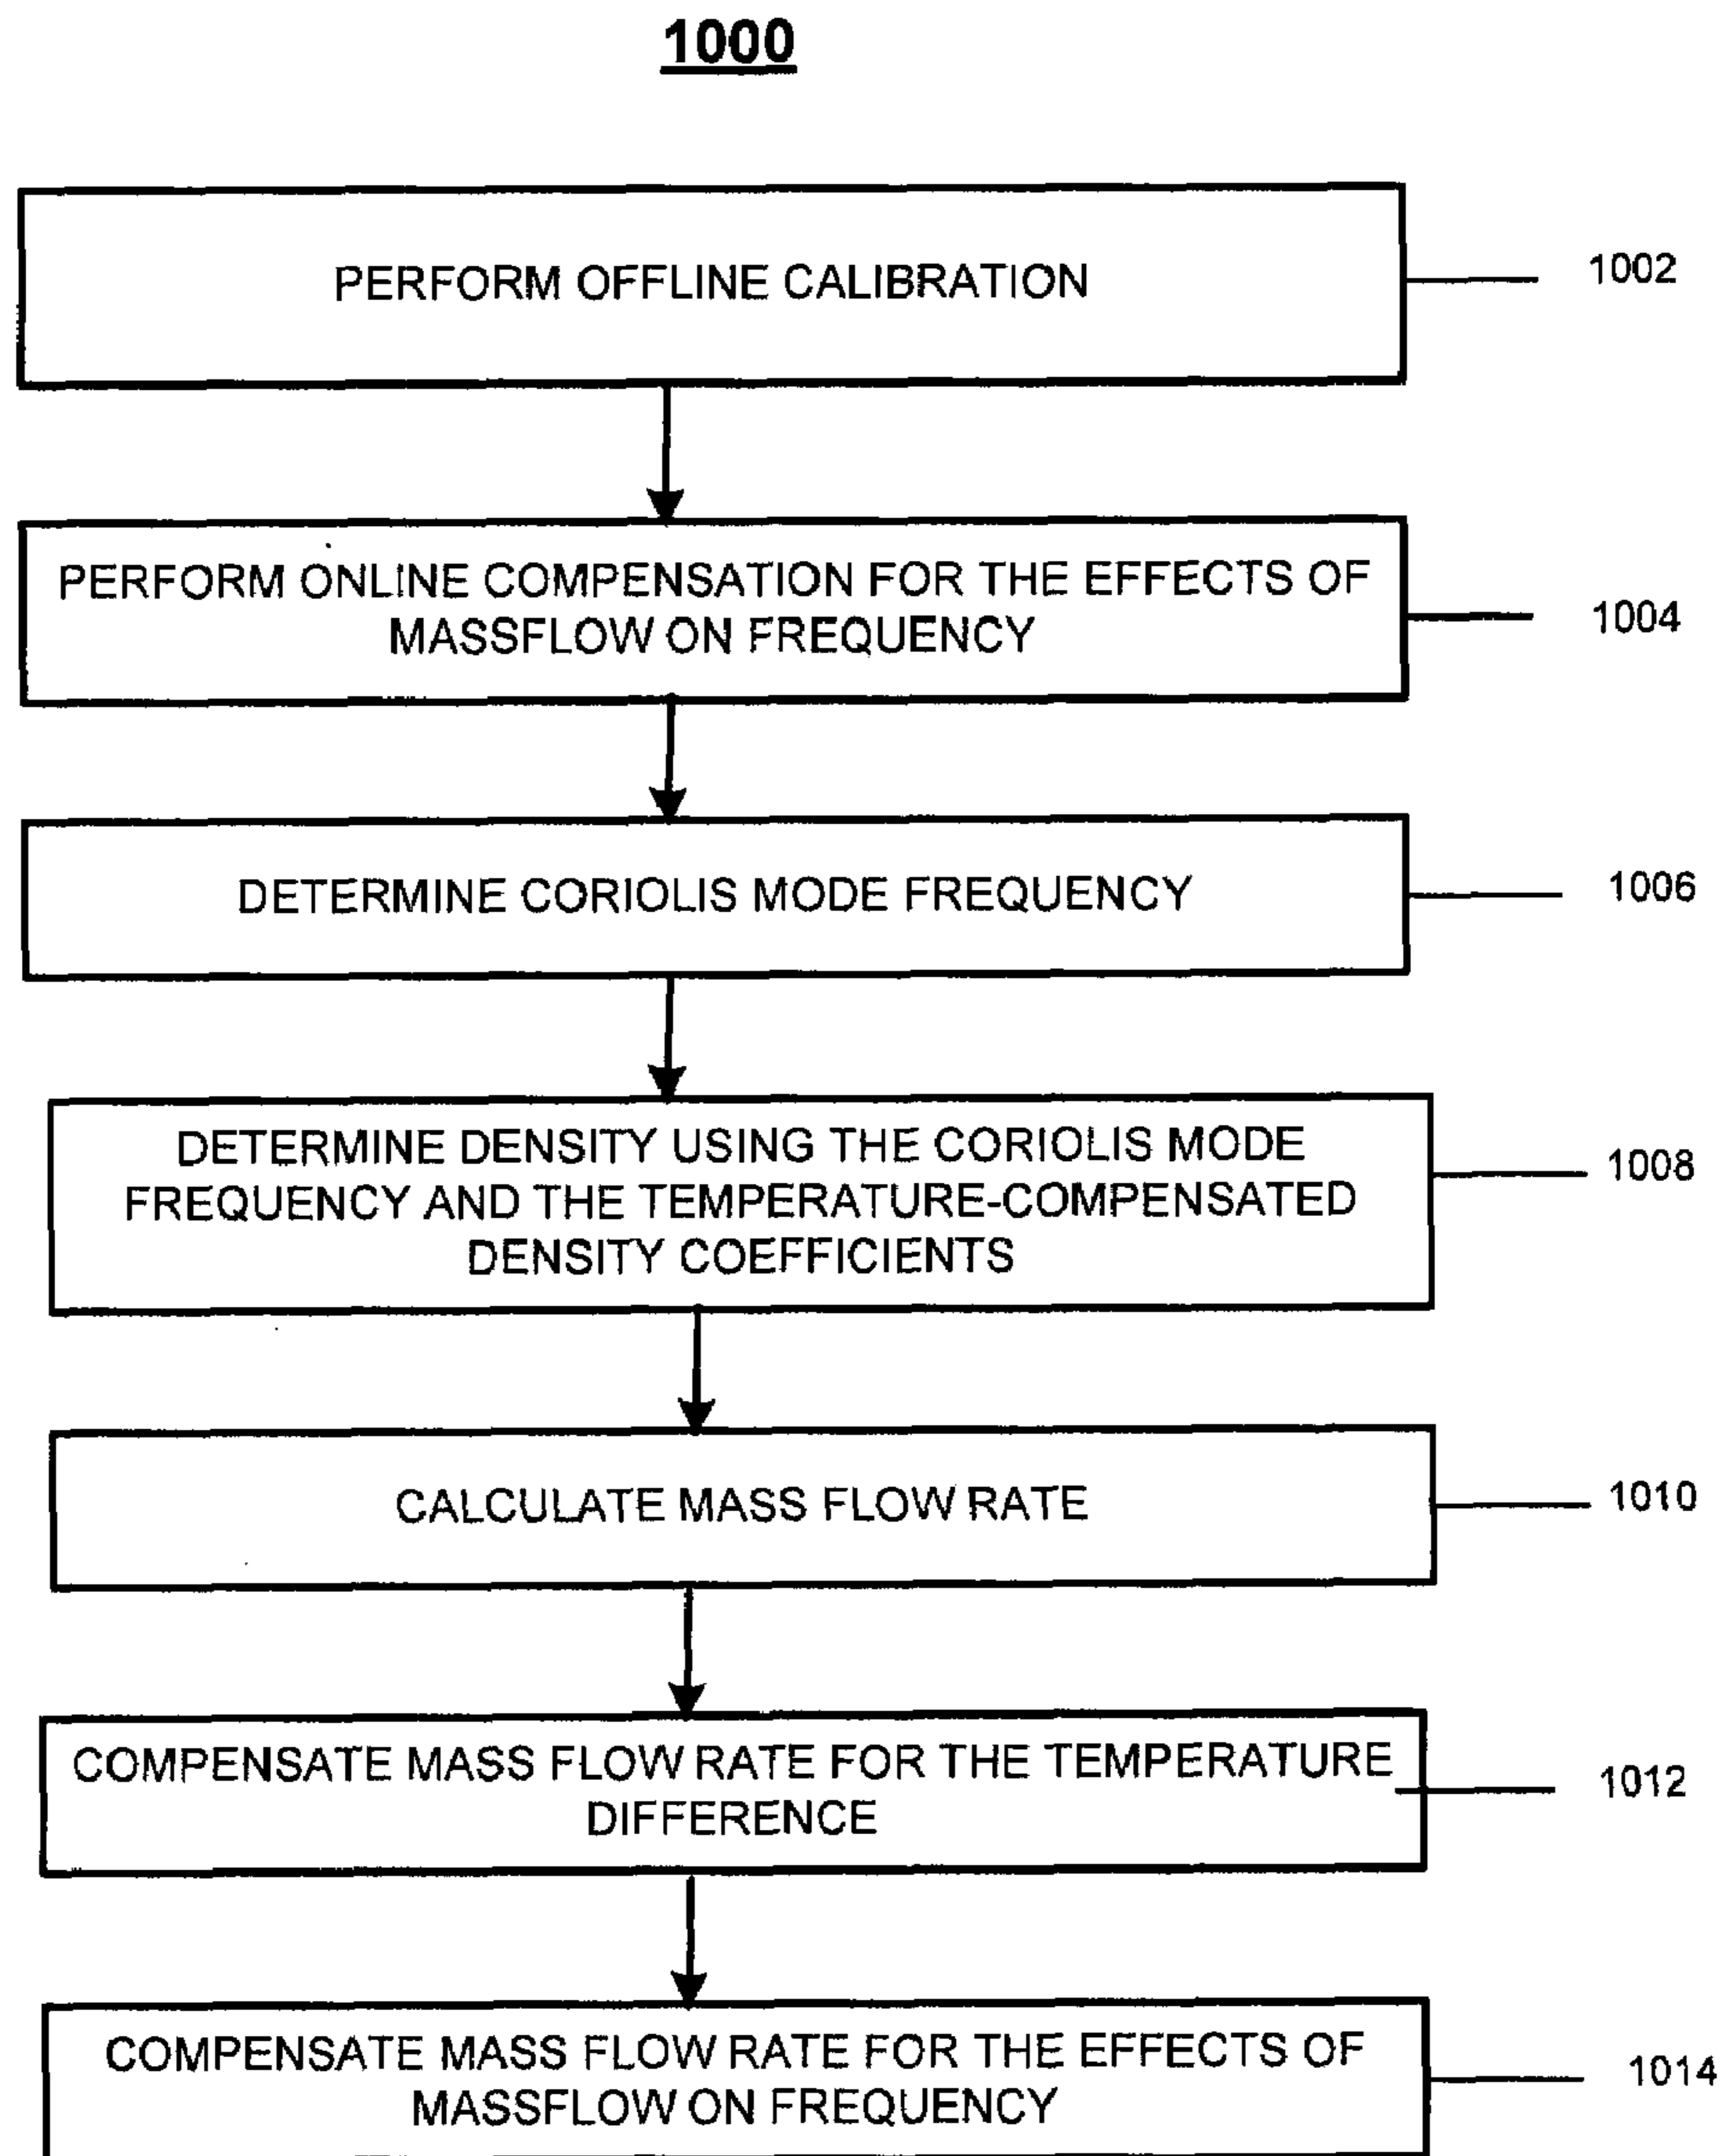 1000
PERFORM OFFLINE CALIBRATION
1002
PERFORM ONLINE COMPENSATION FOR THE EFFECTS OF
MASSFLOW ON FREQUENCY
1004
DETERMINE CORIOLIS MODE FREQUENCY
1006
DETERMINE DENSITY USING THE CORIOLIS MODE
FREQUENCY AND THE TEMPERATURE-COMPENSATED
DENSITY COEFFICIENTS
1008
CALCULATE MASS FLOW RATE
1010
COMPENSATE MASS FLOW RATE FOR THE TEMPERATURE
DIFFERENCE
1012
COMPENSATE MASS FLOW RATE FOR THE EFFECTS OF
MASSFLOW ON FREQUENCY
1014